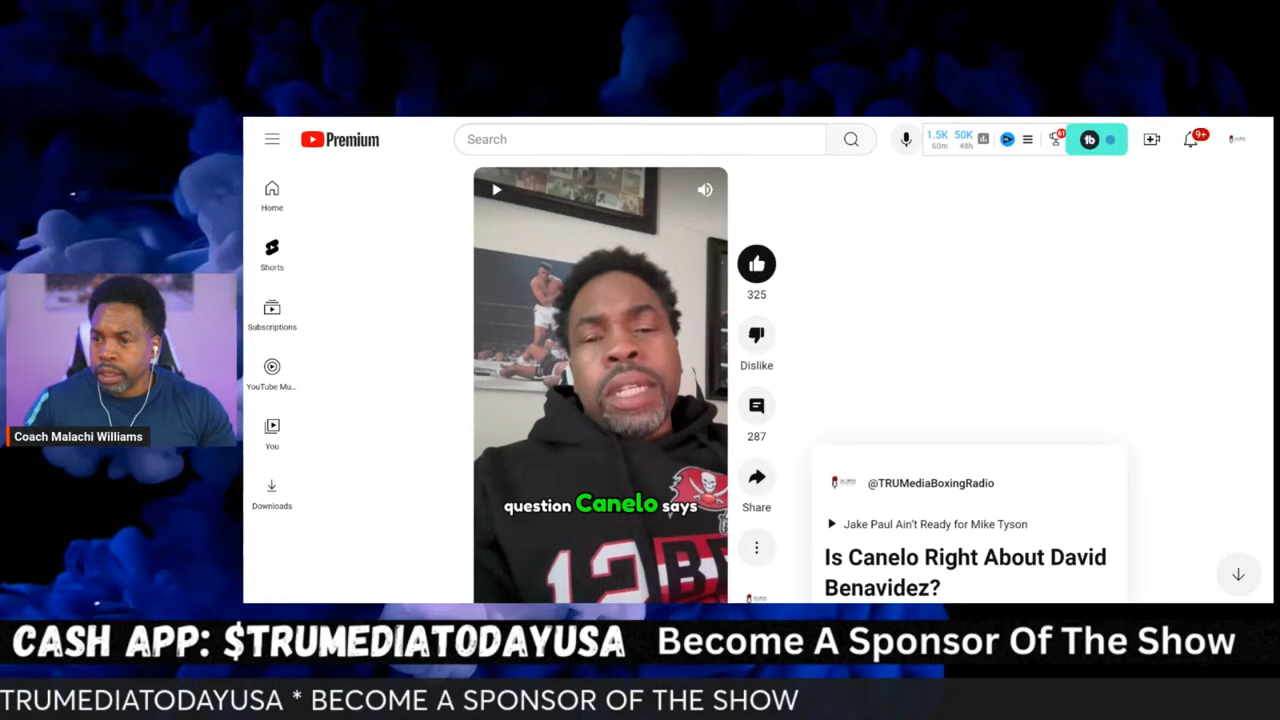 Premium
Search
1.5K 50K
60m 48h
61
1b
9+
Home
Shorts
Subscriptions
YouTube Mu...
You
Downloads
325
Dislike
287
Share
question Canelo says
Coach Malachi Williams
@TRUMediaBoxingRadio
Jake Paul Ain't Ready for Mike Tyson
Is Canelo Right About David
Benavidez?
CASH APP: $TRUMEDIATODAYUSA Become A Sponsor Of The Show
TRUMEDIATODAYUSA * BECOME A SPONSOR OF THE SHOW